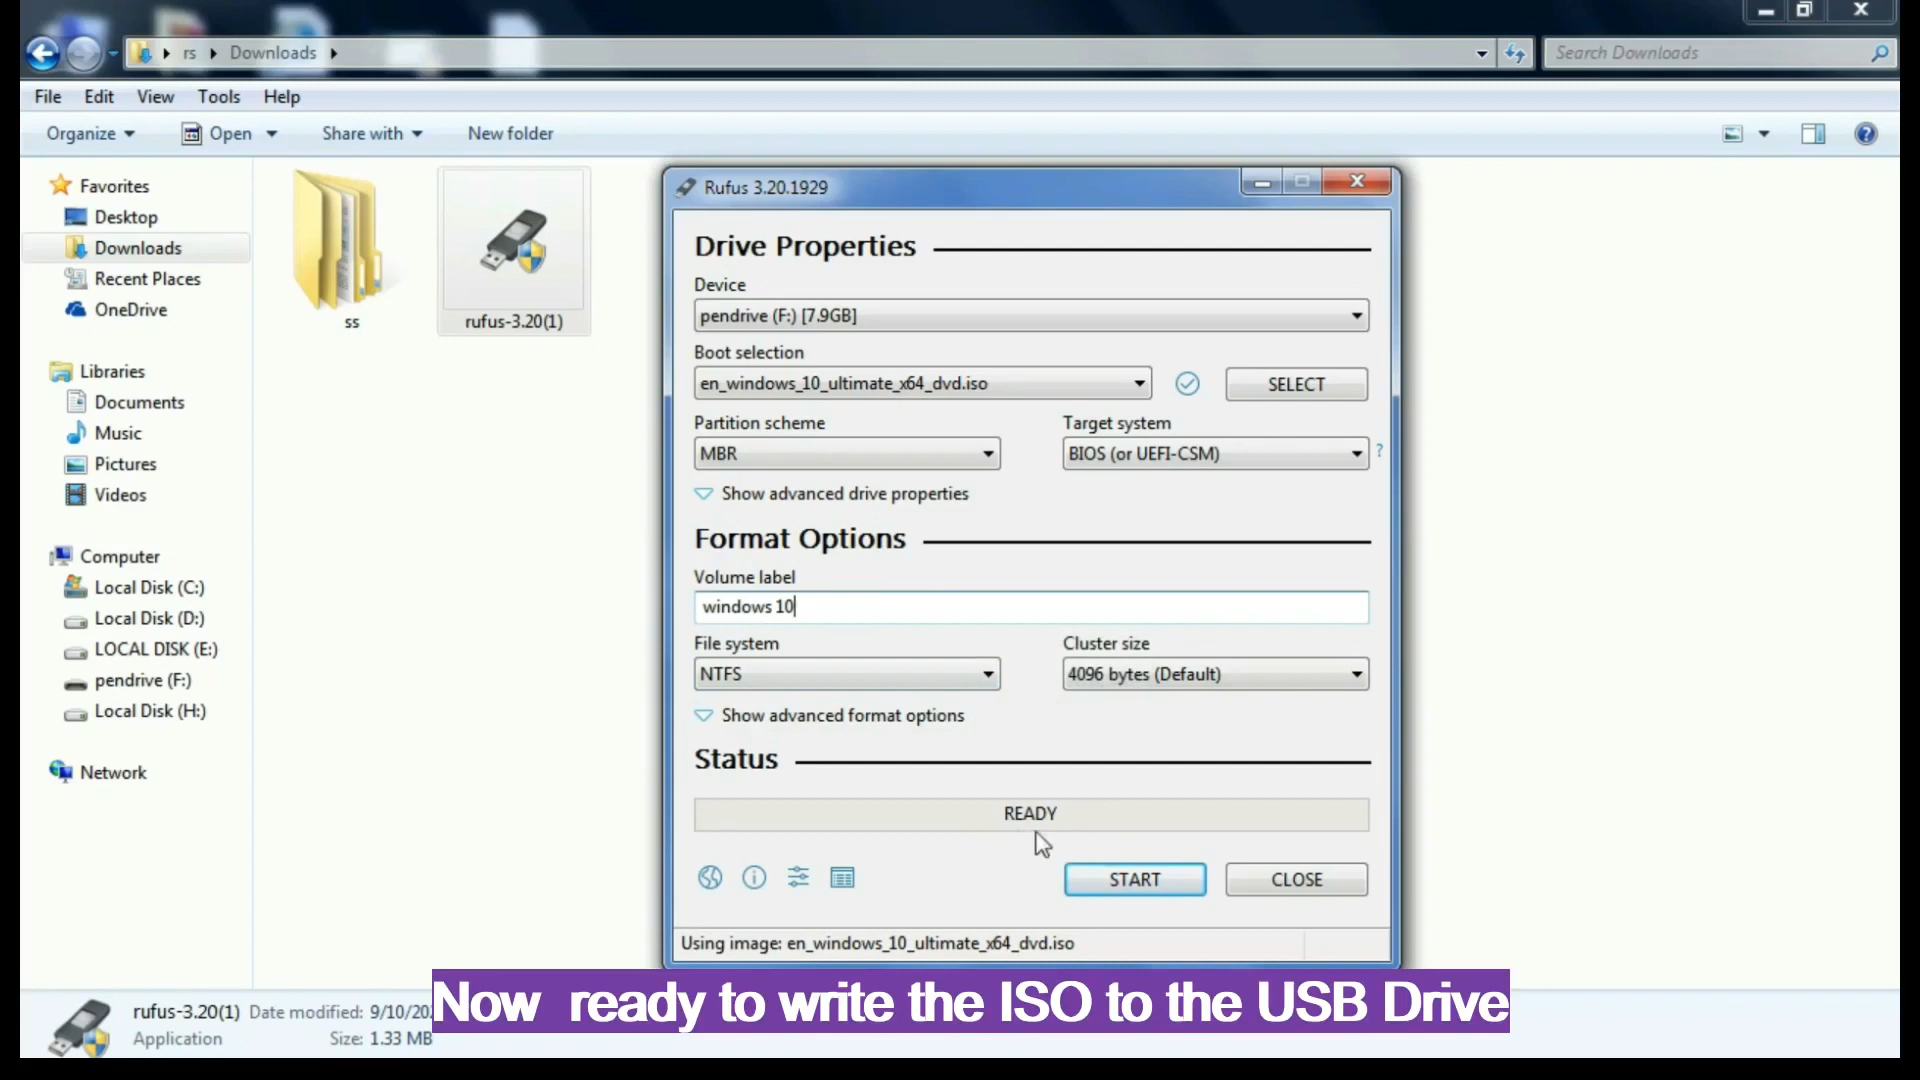 rs
Downloads
Search Downloads
File
Edit
View
Tools
Help
Organize
Open
Share with
New folder
Favorites
Desktop
Downloads
Recent Places
OneDrive
Libraries
Documents
Music
Pictures
Videos
Computer
Local Disk (C:)
Local Disk (D:)
LOCAL DISK (E:)
pendrive (F:)
Local Disk (H:)
Network
ss
rufus-3.20(1)
Rufus 3.20.1929
Drive Properties
Device
pendrive (F:) [7.9GB]
Boot selection
en_windows_10_ultimate_x64_dvd.iso
SELECT
Partition scheme
Target system
MBR
BIOS (or UEFI-CSM)
?
Show advanced drive properties
Format Options
Volume label
windows 10
File system
Cluster size
NTFS
4096 bytes (Default)
Show advanced format options
Status
READY
START
CLOSE
Using image: en_windows_10_ultimate_x64_dvd.iso
Now ready to write the ISO to the USB Drive
rufus-3.20(1) Date modified: 9/10/
Application Size: 1.33 MB